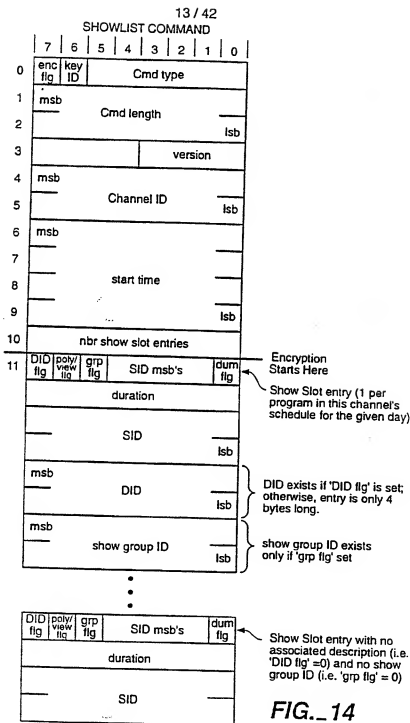 13 / 42
SHOWLIST COMMAND
7 6 5 4 3 2 1 0
0 enc flg key ID Cmd type
1 msb
Cmd length
2 lsb
3 version
4 msb
Channel ID
5 lsb
6 msb
7
start time
8
9 lsb
10 nbr show slot entries
Encryption
Starts Here
11 DID flg poly/ view flg grp flg SID msb's dum flg
Show Slot entry (1 per
program in this channel's
schedule for the given day)
duration
SID
lsb
msb
DID
lsb
DID exists if 'DID flg' is set;
otherwise, entry is only 4
bytes long.
msb
show group ID
lsb
show group ID exists
only if 'grp flg' set
DID flg poly/ view flg grp flg SID msb's dum flg
Show Slot entry with no
associated description (i.e.
'DID flg' =0) and no show
group ID (i.e. 'grp flg' = 0)
duration
SID
FIG._14